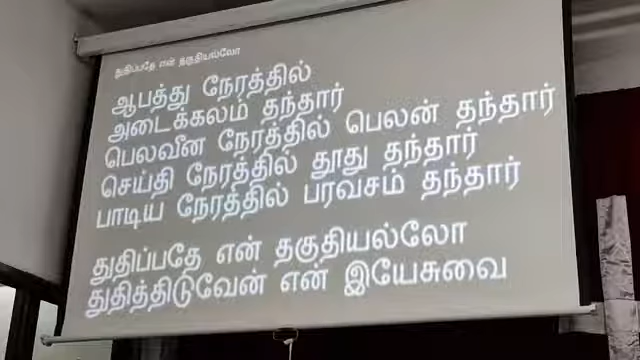 துதிப்பதே என் தகுதியல்லோ
ஆபத்து நேரத்தில்
அடைக்கலம் தந்தார்
பெலவீன நேரத்தில் பெலன் தந்தார்
செய்தி நேரத்தில் தூது தந்தார்
பாடிய நேரத்தில் பரவசம் தந்தார்
துதிப்பதே என் தகுதியல்லோ
துதித்திடுவேன் என் இயேசுவை